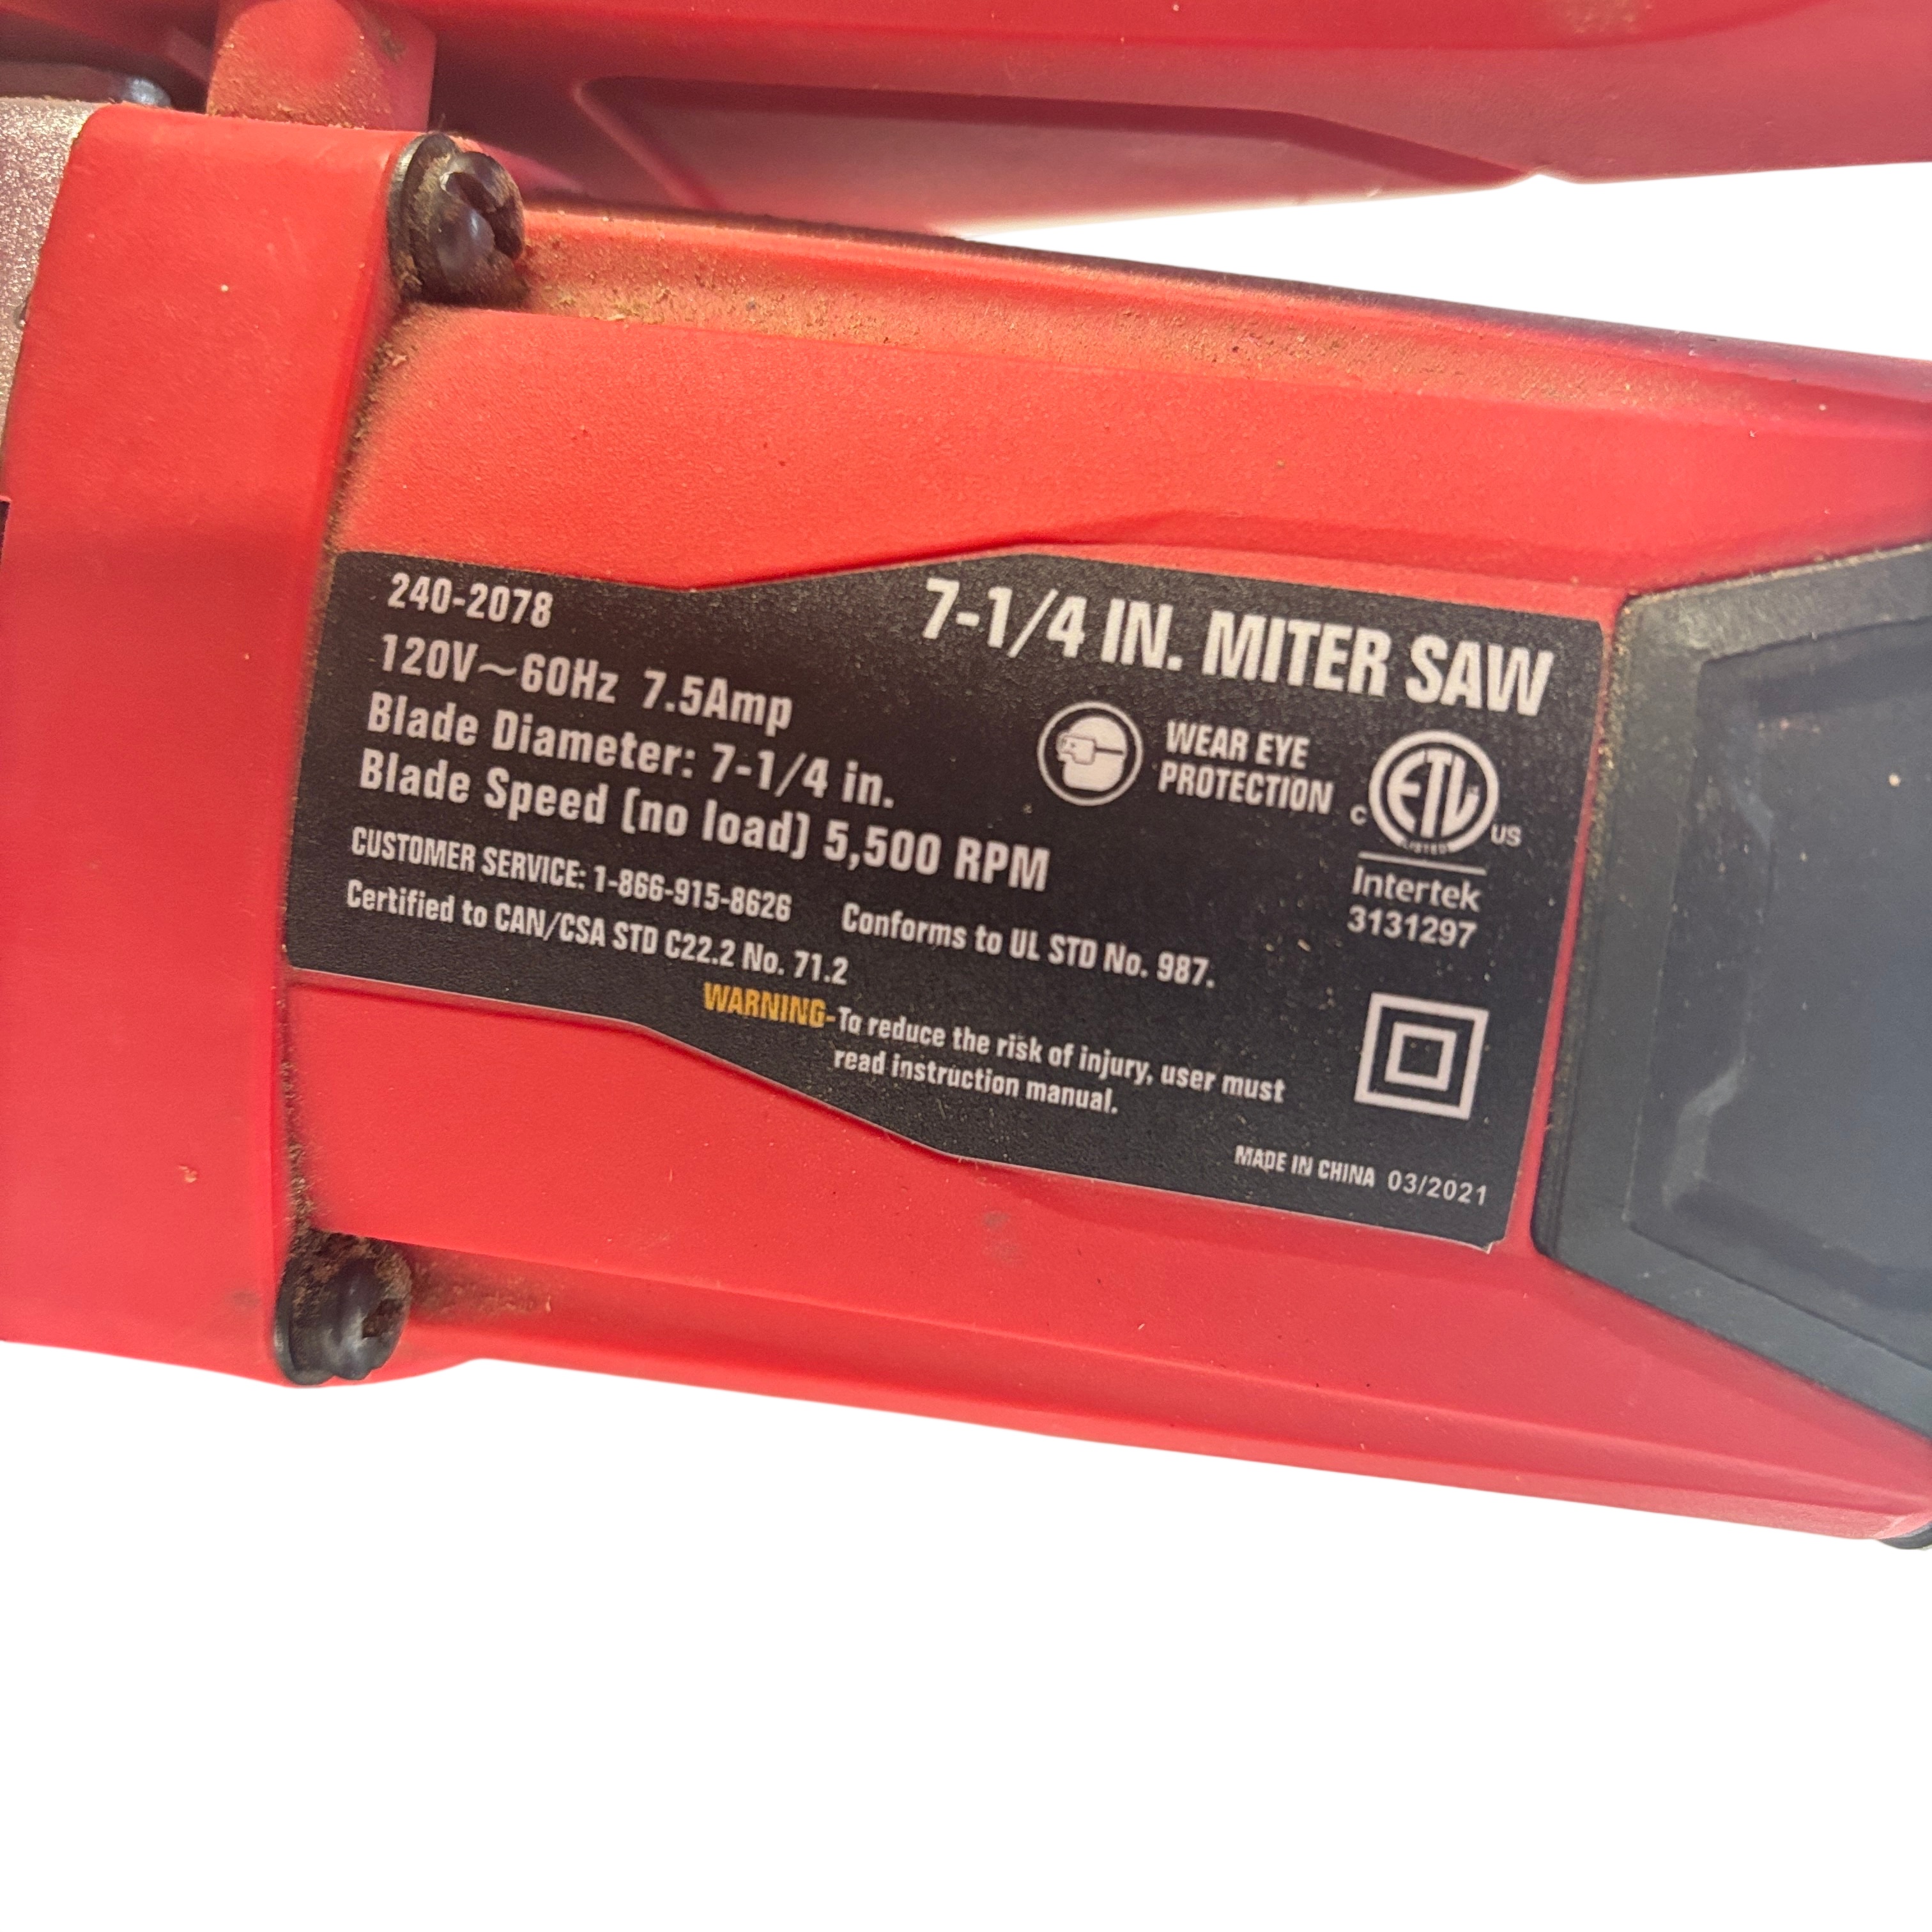 240-2078
7-1/4 IN. MITER SAW
120V~60Hz 7.5Amp
Blade Diameter: 7-1/4 in.
Blade Speed (no load) 5,500 RPM
WEAR EYE
PROTECTION
C ETL US
LISTED
Intertek
3131297
CUSTOMER SERVICE: 1-866-915-8626
Conforms to UL STD No. 987.
Certified to CAN/CSA STD C22.2 No. 71.2
WARNING-To reduce the risk of injury, user must
read instruction manual.
MADE IN CHINA 03/2021